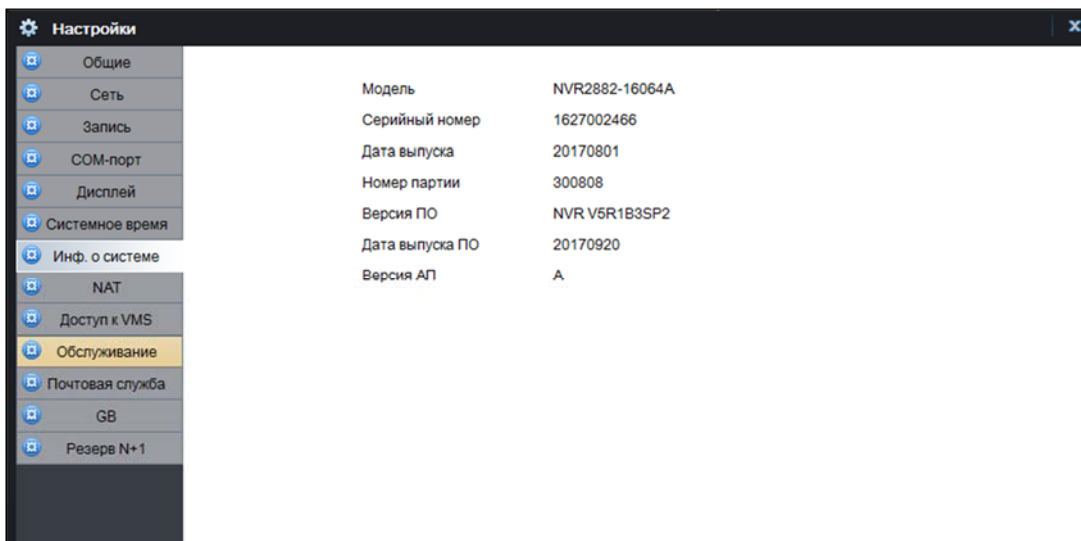 Настройки
x
Общие
Сеть
Запись
COM-порт
Дисплей
Системное время
Инф. о системе
NAT
Доступ к VMS
Обслуживание
Почтовая служба
GB
Резерв N+1
Модель NVR2882-16064A
Серийный номер 1627002466
Дата выпуска 20170801
Номер партии 300808
Версия ПО NVR V5R1B3SP2
Дата выпуска ПО 20170920
Версия АП A